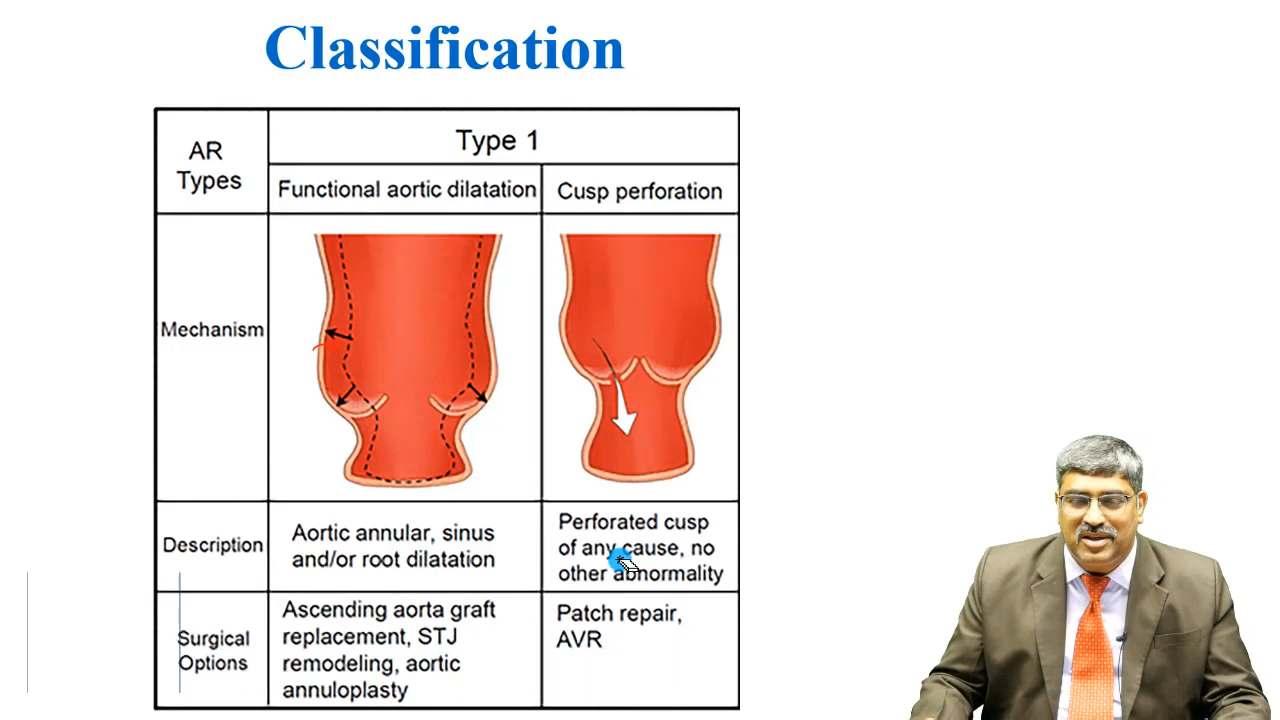 Classification
AR
Types
Type 1
Functional aortic dilatation
Cusp perforation
Mechanism
Description
Aortic annular, sinus
and/or root dilatation
Perforated cusp
of any cause, no
other abnormality
Surgical
Options
Ascending aorta graft
replacement, STJ
remodeling, aortic
annuloplasty
Patch repair,
AVR